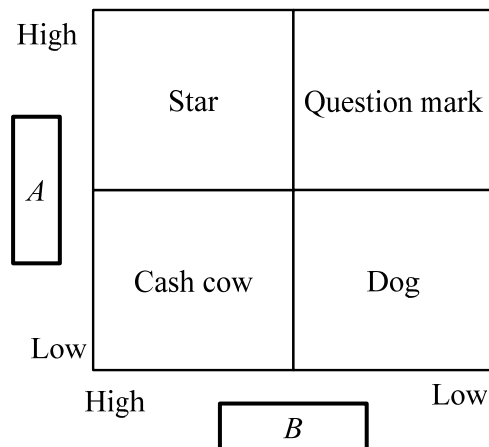 High
Star
Question mark
A
Cash cow
Dog
Low
High
Low
B